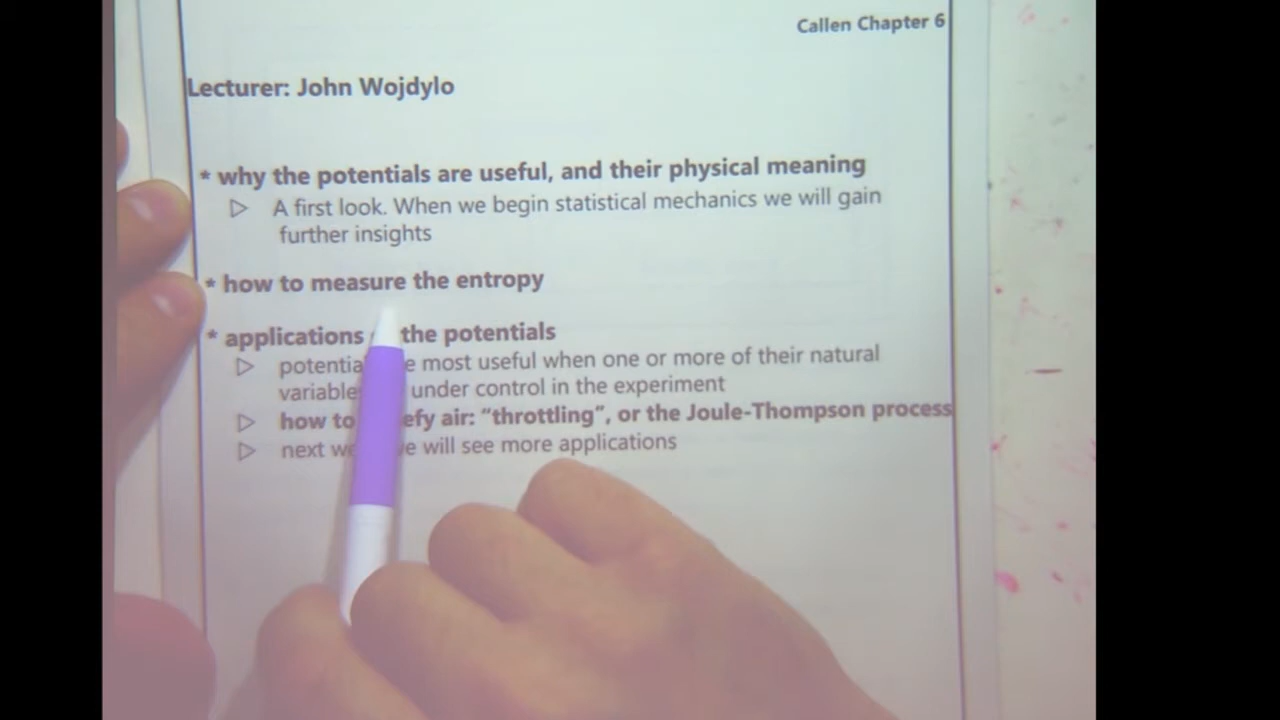 Callen Chapter 6
Lecturer: John Wojdylo
* why the potentials are useful, and their physical meaning
▷ A first look. When we begin statistical mechanics we will gain
further insights
* how to measure the entropy
* applications the potentials
▷ most useful when one or more of their natural
under control in the experiment
▷ how to air: “throttling”, or the Joule-Thompson process
▷ next will see more applications